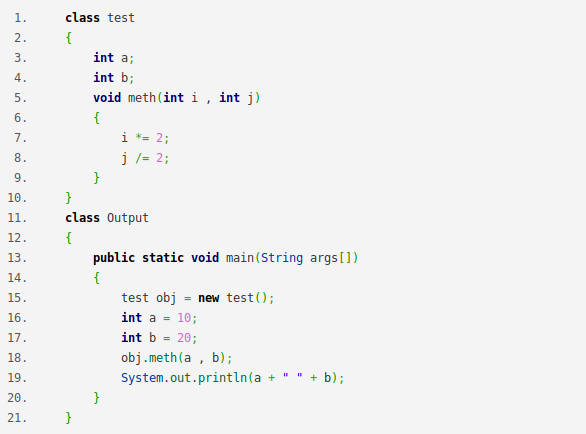 1. class test
2. {
3. int a;
4. int b;
5. void meth(int i , int j)
6. {
7. i *= 2;
8. j /= 2;
9. }
10. }
11. class Output
12. {
13. public static void main(String args[])
14. {
15. test obj = new test();
16. int a = 10;
17. int b = 20;
18. obj.meth(a , b);
19. System.out.println(a + " " + b);
20. }
21. }